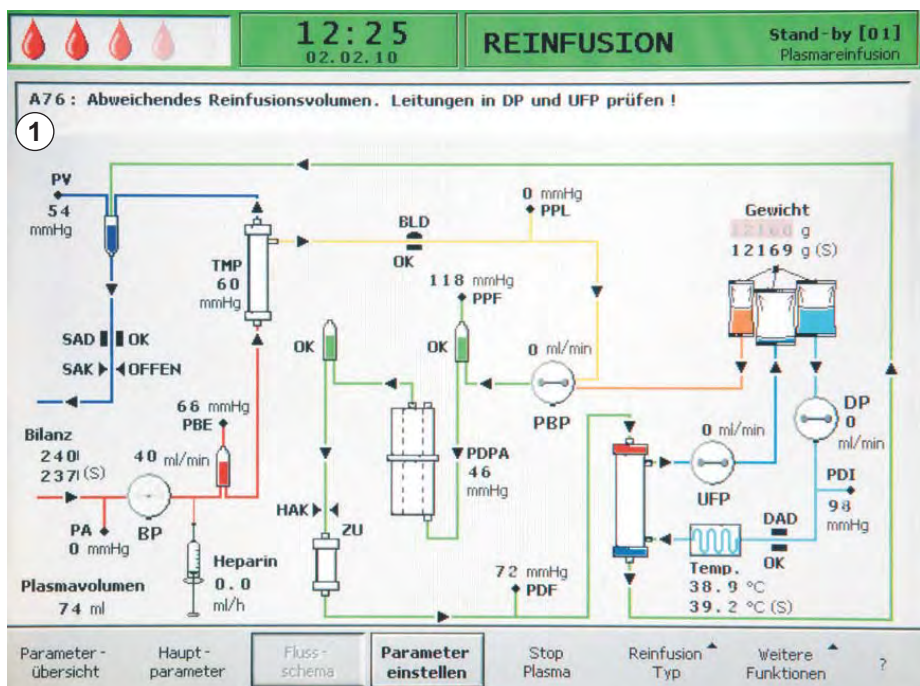 12:25
02.02.10
REINFUSION
Stand-by [01]
Plasmareinfusion
A76: Abweichendes Reinfusionsvolumen. Leitungen in DP und UFP prüfen !
1
PV
54
mmHg
BLD
OK
0 mmHg
PPL
Gewicht
12160 g
12169 g (S)
TMP
60
mmHg
118 mmHg
PPF
SAD OK
SAK OFFEN
OK
OK
0 ml/min
PBP
66 mmHg
PBE
DP
0
ml/min
Bilanz
240
237 (S)
40 ml/min
BP
PDPA
46
mmHg
0 ml/min
UFP
PDI
98
mmHg
PA
0 mmHg
HAK
ZU
DAD
OK
Heparin
0.0
ml/h
Temp.
38.9 °C
39.2 °C (S)
72 mmHg
PDF
Plasmavolumen
74 ml
Parameter-
übersicht
Haupt-
parameter
Fluss-
schema
Parameter
einstellen
Stop
Plasma
Reinfusion
Typ
Weitere
Funktionen
?